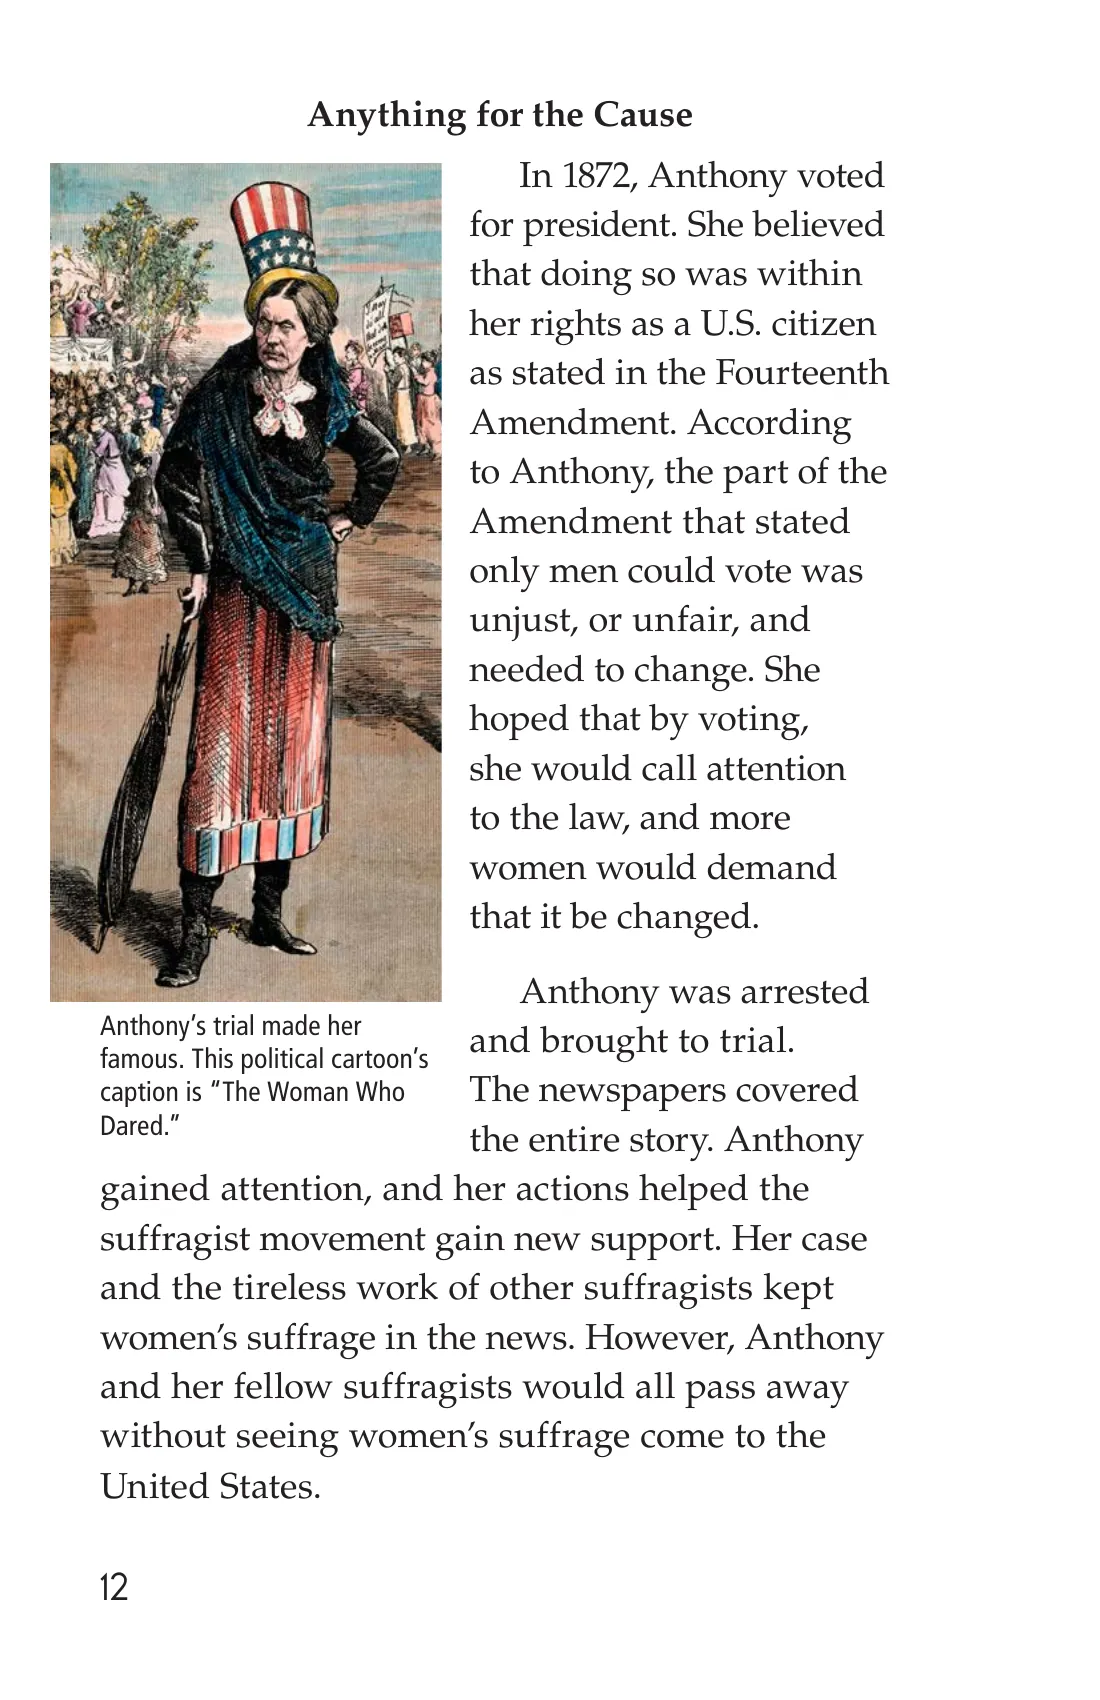 Anything for the Cause
In 1872, Anthony voted
for president. She believed
that doing so was within
her rights as a U.S. citizen
as stated in the Fourteenth
Amendment. According
to Anthony, the part of the
Amendment that stated
only men could vote was
unjust, or unfair, and
needed to change. She
hoped that by voting,
she would call attention
to the law, and more
women would demand
that it be changed.
to a Man
Anthony’s trial made her
famous. This political cartoon’s
caption is “The Woman Who
Dared.”
Anthony was arrested
and brought to trial.
The newspapers covered
the entire story. Anthony
gained attention, and her actions helped the
suffragist movement gain new support. Her case
and the tireless work of other suffragists kept
women’s suffrage in the news. However, Anthony
and her fellow suffragists would all pass away
without seeing women’s suffrage come to the
United States.
12